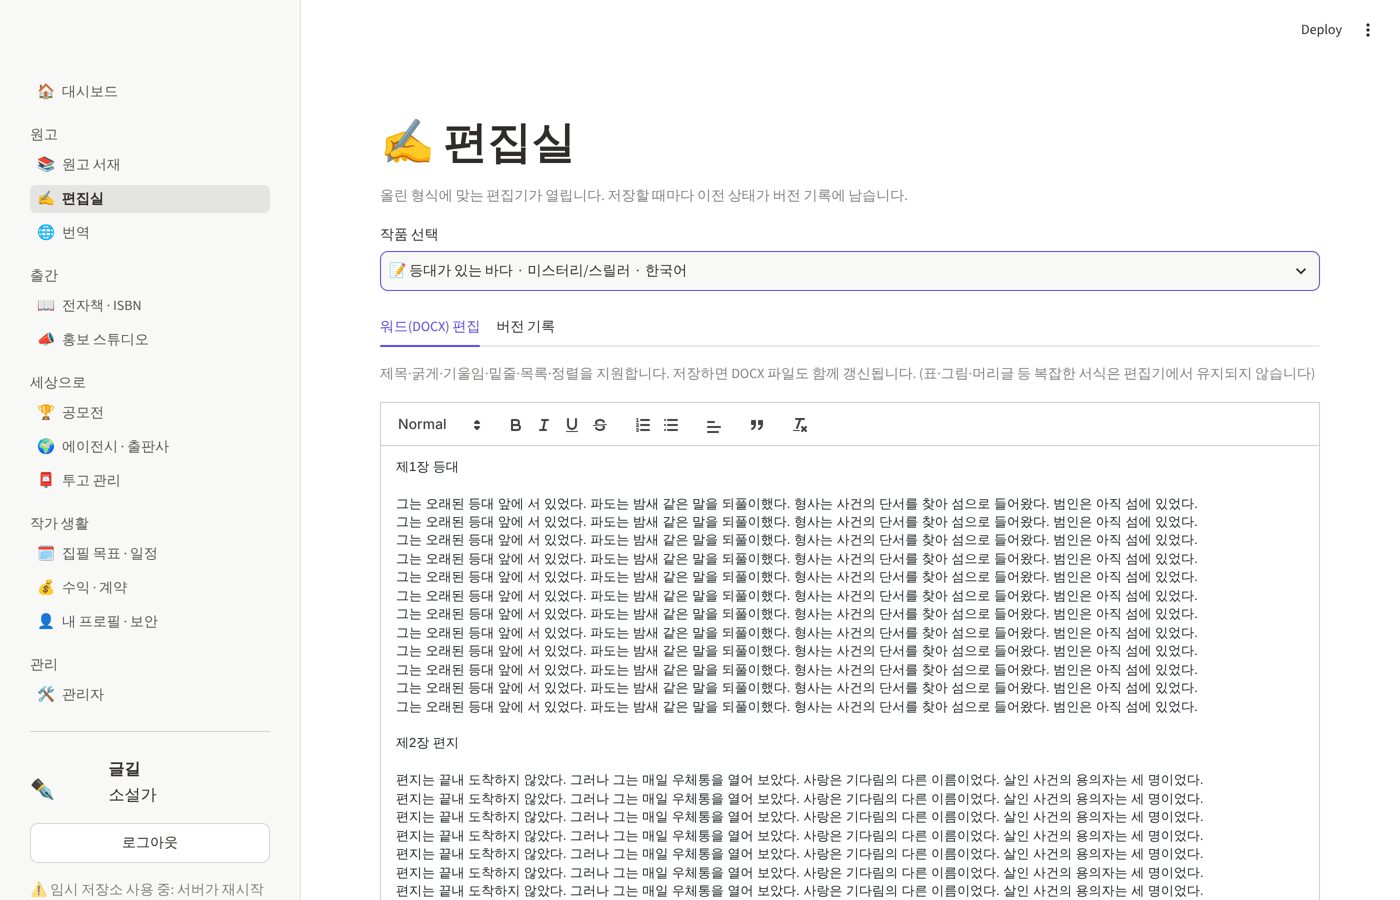 Deploy
대시보드
원고
원고 서재
편집실
번역
출간
전자책 · ISBN
홍보 스튜디오
세상으로
공모전
에이전시 · 출판사
투고 관리
작가 생활
집필 목표 · 일정
수익 · 계약
내 프로필 · 보안
관리
관리자
글길
소설가
로그아웃
⚠️ 임시 저장소 사용 중: 서버가 재시작
✍️ 편집실
올린 형식에 맞는 편집기가 열립니다. 저장할 때마다 이전 상태가 버전 기록에 남습니다.
작품 선택
📝 등대가 있는 바다 · 미스터리/스릴러 · 한국어
워드(DOCX) 편집 버전 기록
제목·굵게·기울임·밑줄·목록·정렬을 지원합니다. 저장하면 DOCX 파일도 함께 갱신됩니다. (표·그림·머리글 등 복잡한 서식은 편집기에서 유지되지 않습니다)
Normal
제1장 등대
그는 오래된 등대 앞에 서 있었다. 파도는 밤새 같은 말을 되풀이했다. 형사는 사건의 단서를 찾아 섬으로 들어왔다. 범인은 아직 섬에 있었다.
그는 오래된 등대 앞에 서 있었다. 파도는 밤새 같은 말을 되풀이했다. 형사는 사건의 단서를 찾아 섬으로 들어왔다. 범인은 아직 섬에 있었다.
그는 오래된 등대 앞에 서 있었다. 파도는 밤새 같은 말을 되풀이했다. 형사는 사건의 단서를 찾아 섬으로 들어왔다. 범인은 아직 섬에 있었다.
그는 오래된 등대 앞에 서 있었다. 파도는 밤새 같은 말을 되풀이했다. 형사는 사건의 단서를 찾아 섬으로 들어왔다. 범인은 아직 섬에 있었다.
그는 오래된 등대 앞에 서 있었다. 파도는 밤새 같은 말을 되풀이했다. 형사는 사건의 단서를 찾아 섬으로 들어왔다. 범인은 아직 섬에 있었다.
그는 오래된 등대 앞에 서 있었다. 파도는 밤새 같은 말을 되풀이했다. 형사는 사건의 단서를 찾아 섬으로 들어왔다. 범인은 아직 섬에 있었다.
그는 오래된 등대 앞에 서 있었다. 파도는 밤새 같은 말을 되풀이했다. 형사는 사건의 단서를 찾아 섬으로 들어왔다. 범인은 아직 섬에 있었다.
그는 오래된 등대 앞에 서 있었다. 파도는 밤새 같은 말을 되풀이했다. 형사는 사건의 단서를 찾아 섬으로 들어왔다. 범인은 아직 섬에 있었다.
그는 오래된 등대 앞에 서 있었다. 파도는 밤새 같은 말을 되풀이했다. 형사는 사건의 단서를 찾아 섬으로 들어왔다. 범인은 아직 섬에 있었다.
그는 오래된 등대 앞에 서 있었다. 파도는 밤새 같은 말을 되풀이했다. 형사는 사건의 단서를 찾아 섬으로 들어왔다. 범인은 아직 섬에 있었다.
그는 오래된 등대 앞에 서 있었다. 파도는 밤새 같은 말을 되풀이했다. 형사는 사건의 단서를 찾아 섬으로 들어왔다. 범인은 아직 섬에 있었다.
그는 오래된 등대 앞에 서 있었다. 파도는 밤새 같은 말을 되풀이했다. 형사는 사건의 단서를 찾아 섬으로 들어왔다. 범인은 아직 섬에 있었다.
제2장 편지
편지는 끝내 도착하지 않았다. 그러나 그는 매일 우체통을 열어 보았다. 사랑은 기다림의 다른 이름이었다. 살인 사건의 용의자는 세 명이었다.
편지는 끝내 도착하지 않았다. 그러나 그는 매일 우체통을 열어 보았다. 사랑은 기다림의 다른 이름이었다. 살인 사건의 용의자는 세 명이었다.
편지는 끝내 도착하지 않았다. 그러나 그는 매일 우체통을 열어 보았다. 사랑은 기다림의 다른 이름이었다. 살인 사건의 용의자는 세 명이었다.
편지는 끝내 도착하지 않았다. 그러나 그는 매일 우체통을 열어 보았다. 사랑은 기다림의 다른 이름이었다. 살인 사건의 용의자는 세 명이었다.
편지는 끝내 도착하지 않았다. 그러나 그는 매일 우체통을 열어 보았다. 사랑은 기다림의 다른 이름이었다. 살인 사건의 용의자는 세 명이었다.
편지는 끝내 도착하지 않았다. 그러나 그는 매일 우체통을 열어 보았다. 사랑은 기다림의 다른 이름이었다. 살인 사건의 용의자는 세 명이었다.
편지는 끝내 도착하지 않았다. 그러나 그는 매일 우체통을 열어 보았다. 사랑은 기다림의 다른 이름이었다. 살인 사건의 용의자는 세 명이었다.